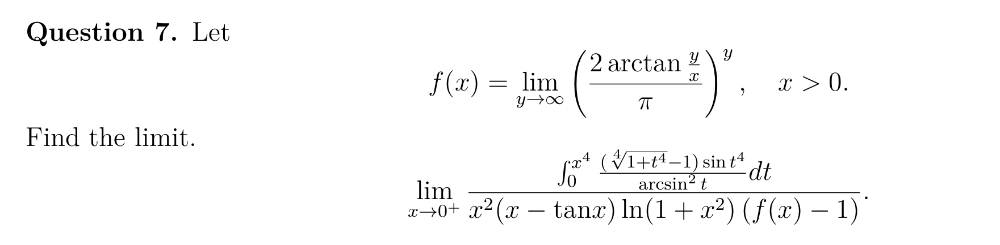 Question 7. Let
f(x) = \lim_{y \to \infty} \left( \frac{2 \arctan \frac{y}{x}}{\pi} \right)^y, \quad x > 0.
Find the limit.
\lim_{x \to 0^+} \frac{\int_0^{x^4} \frac{(\sqrt[4]{1+t^4}-1) \sin t^4}{\arcsin^2 t} dt}{x^2 (x - \tan x) \ln(1 + x^2) (f(x) - 1)}.